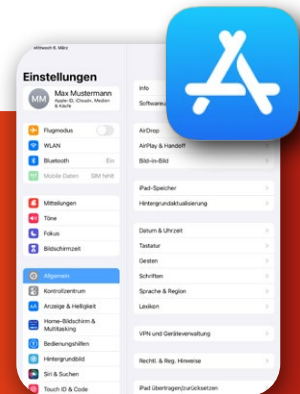 Mittwoch 6. März
Einstellungen
MM
Max Mustermann
Apple-ID, iCloud+, Medien
& Käufe
Flugmodus
WLAN
Bluetooth Ein
Mobile Daten SIM fehlt
Mitteilungen
Töne
Fokus
Bildschirmzeit
Allgemein
Kontrollzentrum
AA Anzeige & Helligkeit
Home-Bildschirm &
Multitasking
Bedienungshilfen
Hintergrundbild
Siri & Suchen
Touch ID & Code
Info
Softwareu
AirDrop
AirPlay & Handoff
Bild-in-Bild
iPad-Speicher
Hintergrundaktualisierung
Datum & Uhrzeit
Tastatur
Gesten
Schriften
Sprache & Region
Lexikon
VPN und Geräteverwaltung
Rechtl. & Reg. Hinweise
iPad übertragen/zurücksetzen